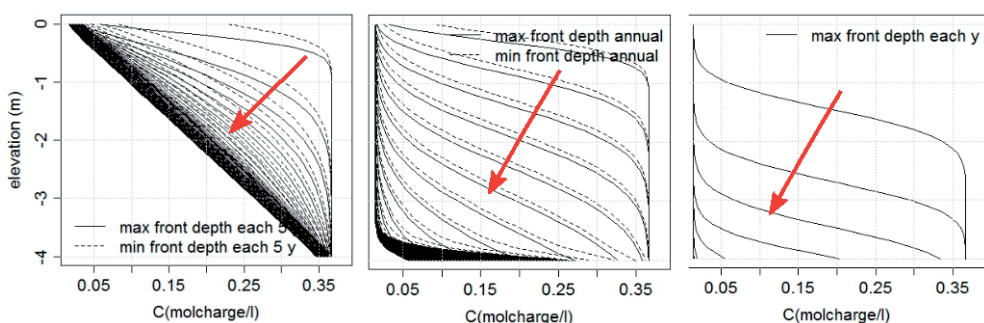 0
-1
-2
-3
-4
elevation (m)
max front depth each 5
min front depth each 5 y
0.05
0.15
0.25
0.35
C(molcharge/l)
max front depth annual
min front depth annual
0.05
0.15
0.25
0.35
C(molcharge/l)
max front depth each y
0.05
0.15
0.25
0.35
C(molcharge/l)